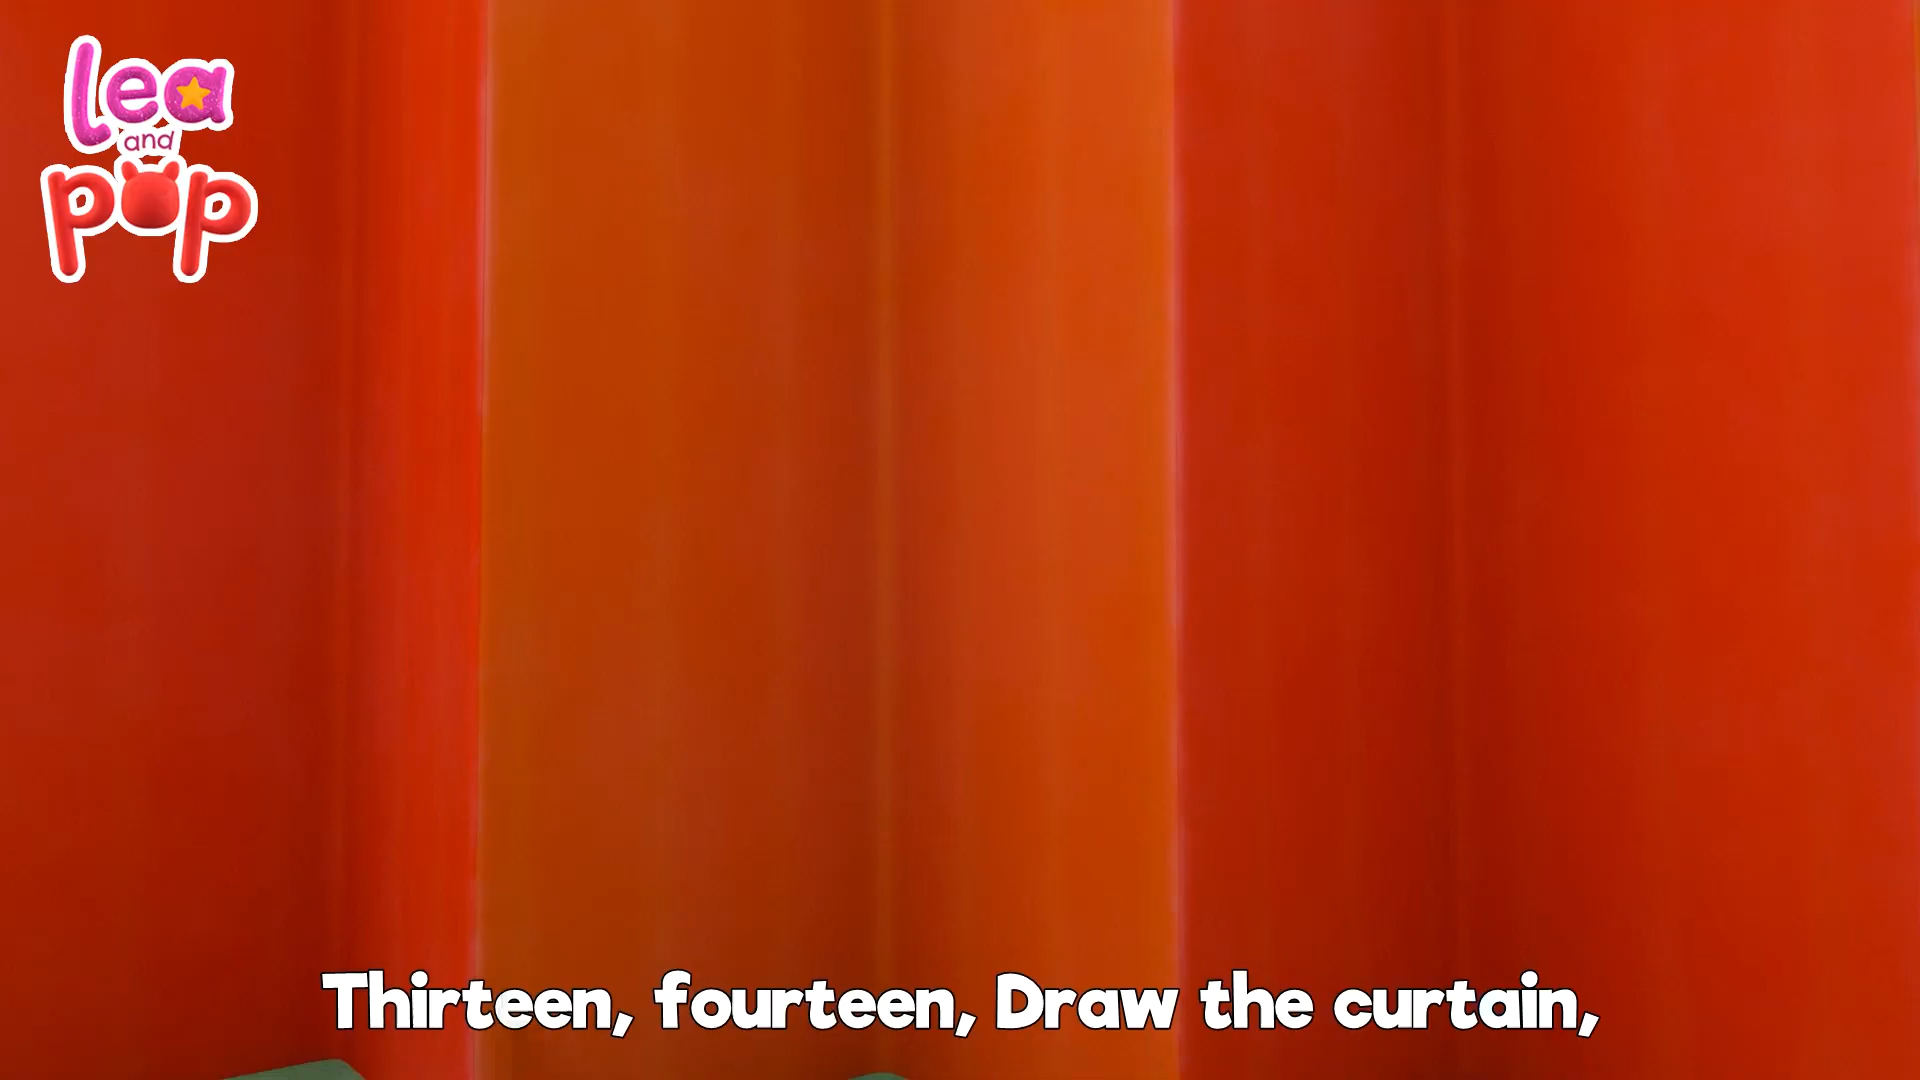 lea
and
pop
Thirteen, fourteen, Draw the curtain,